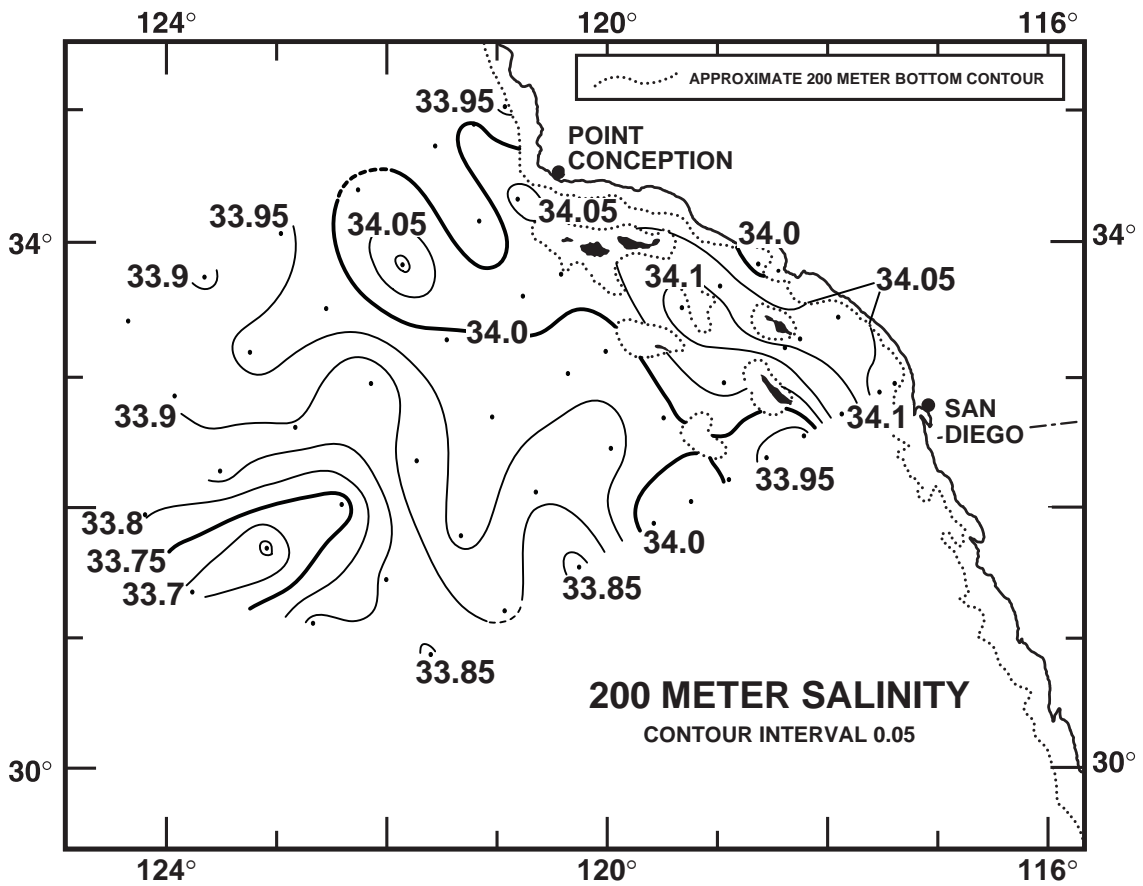 124° 120° 116°
APPROXIMATE 200 METER BOTTOM CONTOUR
33.95
POINT
CONCEPTION
33.95 34.05 34.05
34° 34.0 34°
33.9 34.1 34.05
34.0
33.9 34.1 SAN
DIEGO
33.95
33.8
33.75 34.0
33.7 33.85
33.85
200 METER SALINITY
CONTOUR INTERVAL 0.05
30° 30°
124° 120° 116°